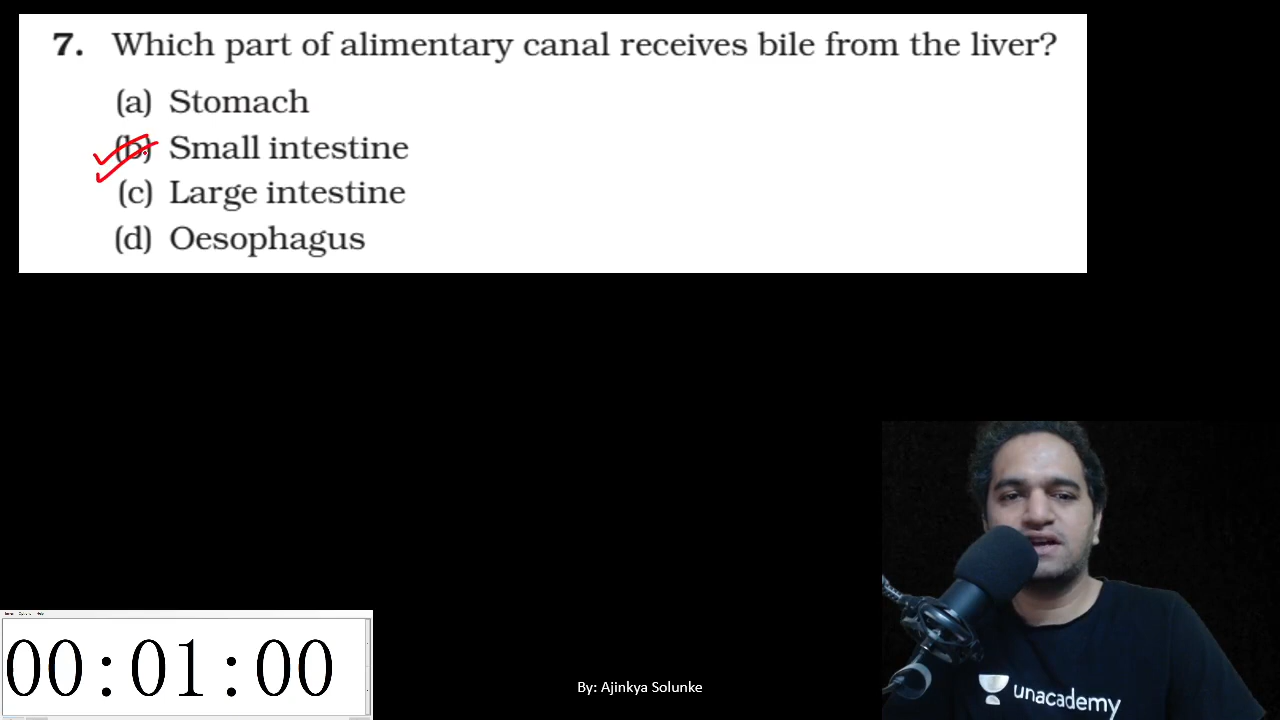 7. Which part of alimentary canal receives bile from the liver?
(a) Stomach
(b) Small intestine
(c) Large intestine
(d) Oesophagus
00:01:00
By: Ajinkya Solunke
unacademy